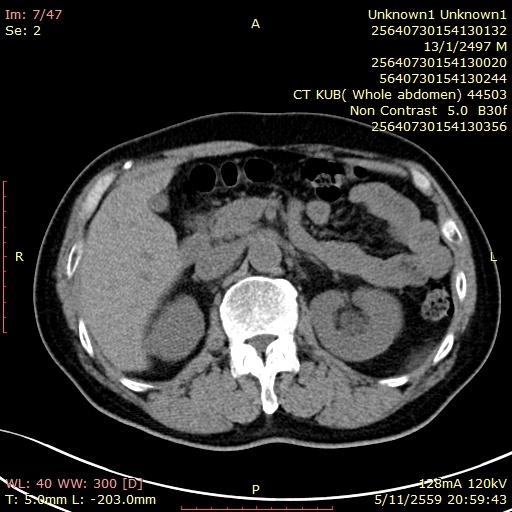 Im: 7/47
Se: 2
A
Unknown1 Unknown1
25640730154130132
13/1/2497 M
25640730154130020
5640730154130244
CT KUB( Whole abdomen) 44503
Non Contrast 5.0 B30f
25640730154130356
R
L
WL: 40 WW: 300 [D]
T: 5.0mm L: -203.0mm
P
128mA 120kV
5/11/2559 20:59:43